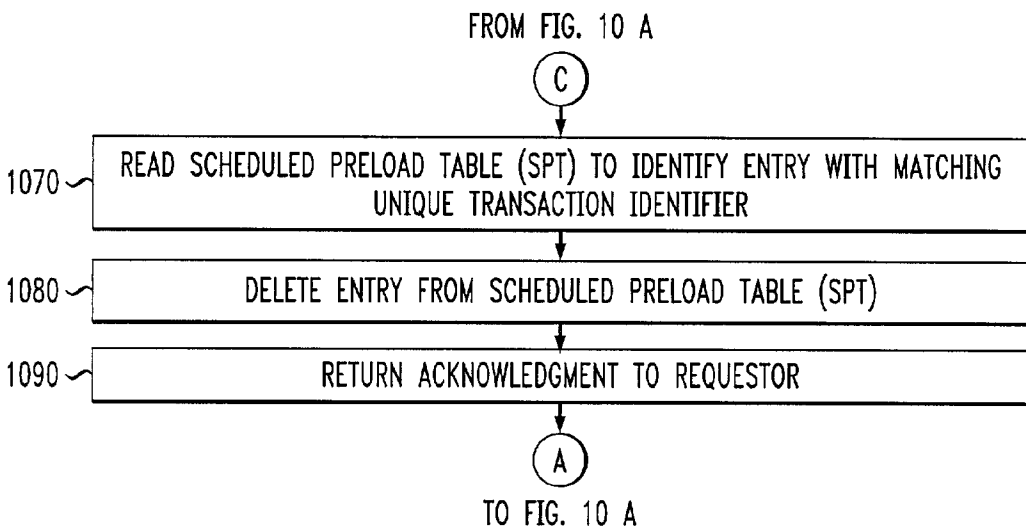 FROM FIG. 10 A
C
1070
READ SCHEDULED PRELOAD TABLE (SPT) TO IDENTIFY ENTRY WITH MATCHING
UNIQUE TRANSACTION IDENTIFIER
1080
DELETE ENTRY FROM SCHEDULED PRELOAD TABLE (SPT)
1090
RETURN ACKNOWLEDGMENT TO REQUESTOR
A
TO FIG. 10 A